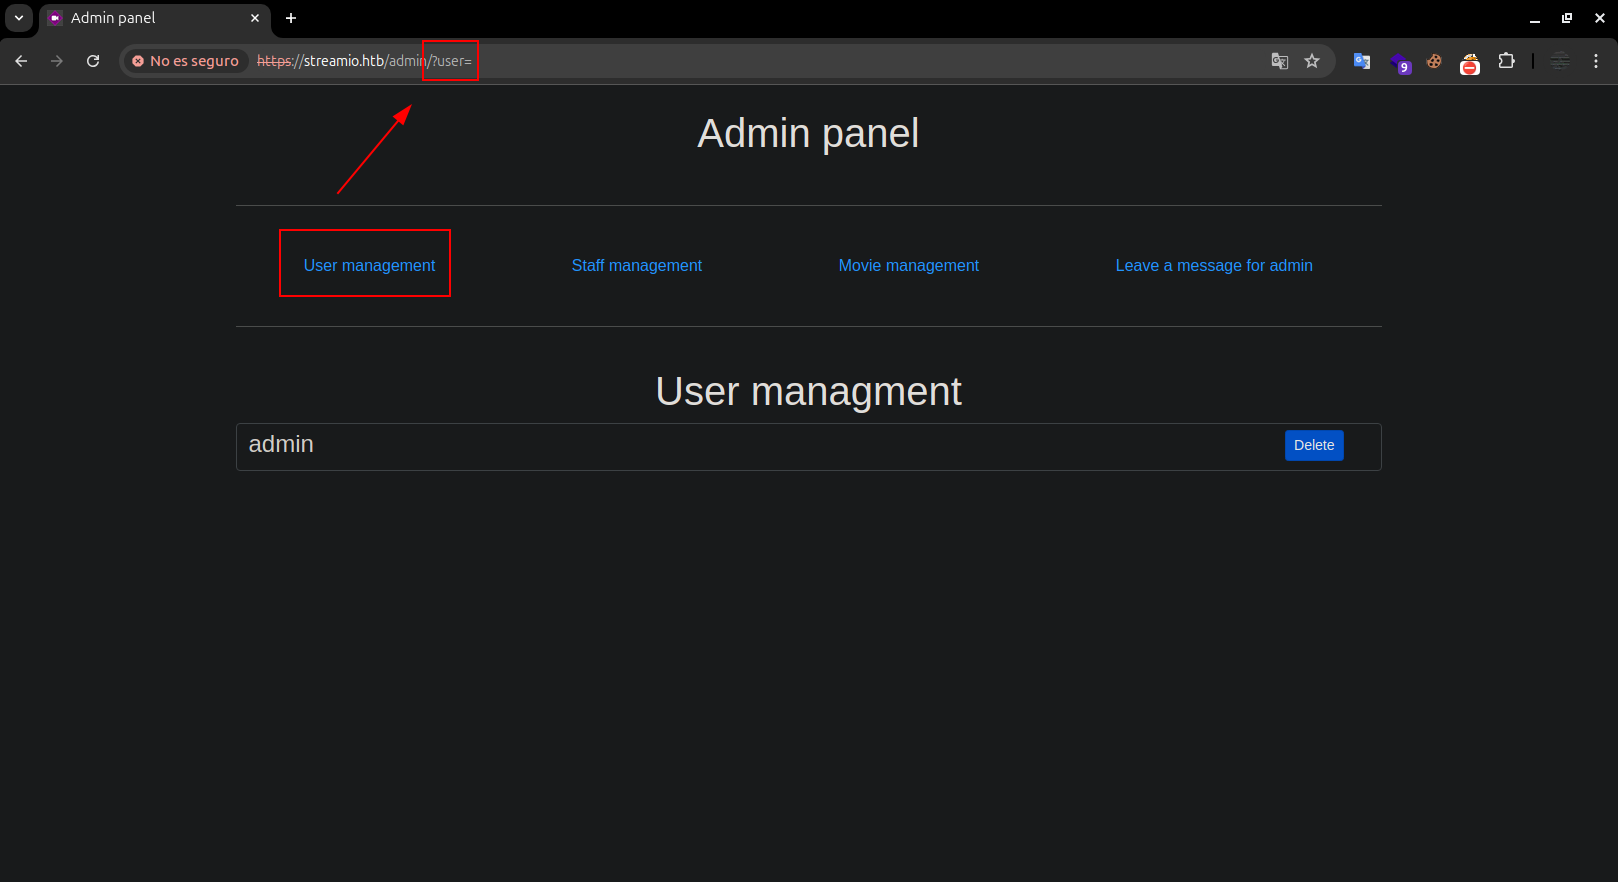 Admin panel
No es seguro https://streamio.htb/admin/?user=
9
Admin panel
User management Staff management Movie management Leave a message for admin
User managment
admin Delete